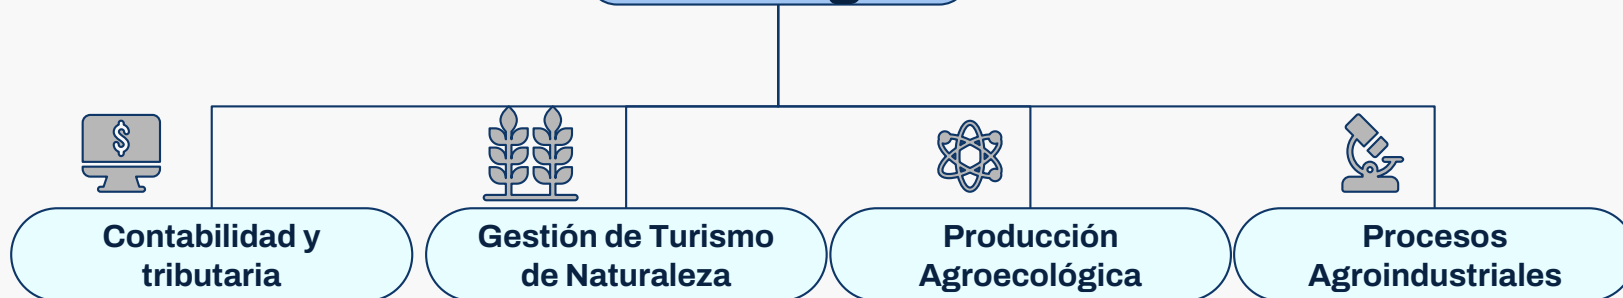 $
Contabilidad y
tributaria
Gestión de Turismo
de Naturaleza
Producción
Agroecológica
Procesos
Agroindustriales